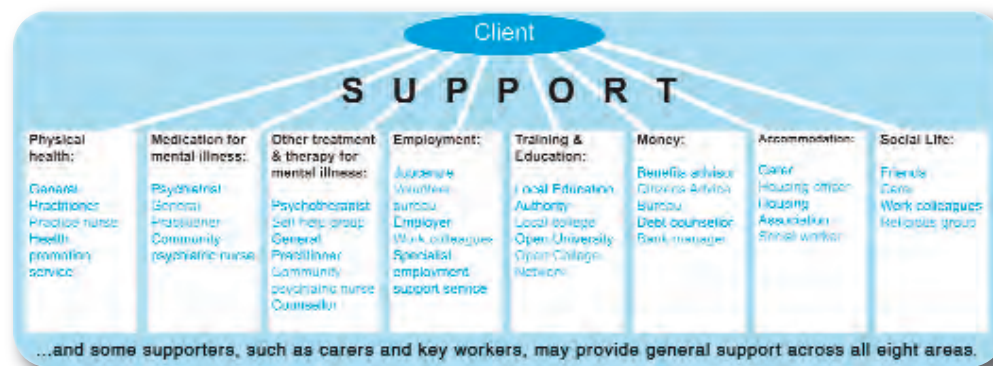 Client
SUPPORT
Physical
health:
General
Practitioner
Practice nurse
Health
promotion
service
Medication for
mental illness:
Psychiatrist
General
Practitioner
Community
psychiatric nurse
Other treatment
& therapy for
mental illness:
Psychotherapist
Self help group
General
Practitioner
Community
psychiatric nurse
Counsellor
Employment:
Jobcentre
Volunteer
bureau
Employer
Work colleagues
Specialist
employment
support service
Training &
Education:
Local Education
Authority
Local college
Open University
Open College
Network
Money:
Benefits advisor
Citizens Advice
Bureau
Debt counsellor
Bank manager
Accommodation:
Carer
Housing officer
Housing
Association
Social worker
Social Life:
Friends
Carer
Work colleagues
Religious group
...and some supporters, such as carers and key workers, may provide general support across all eight areas.